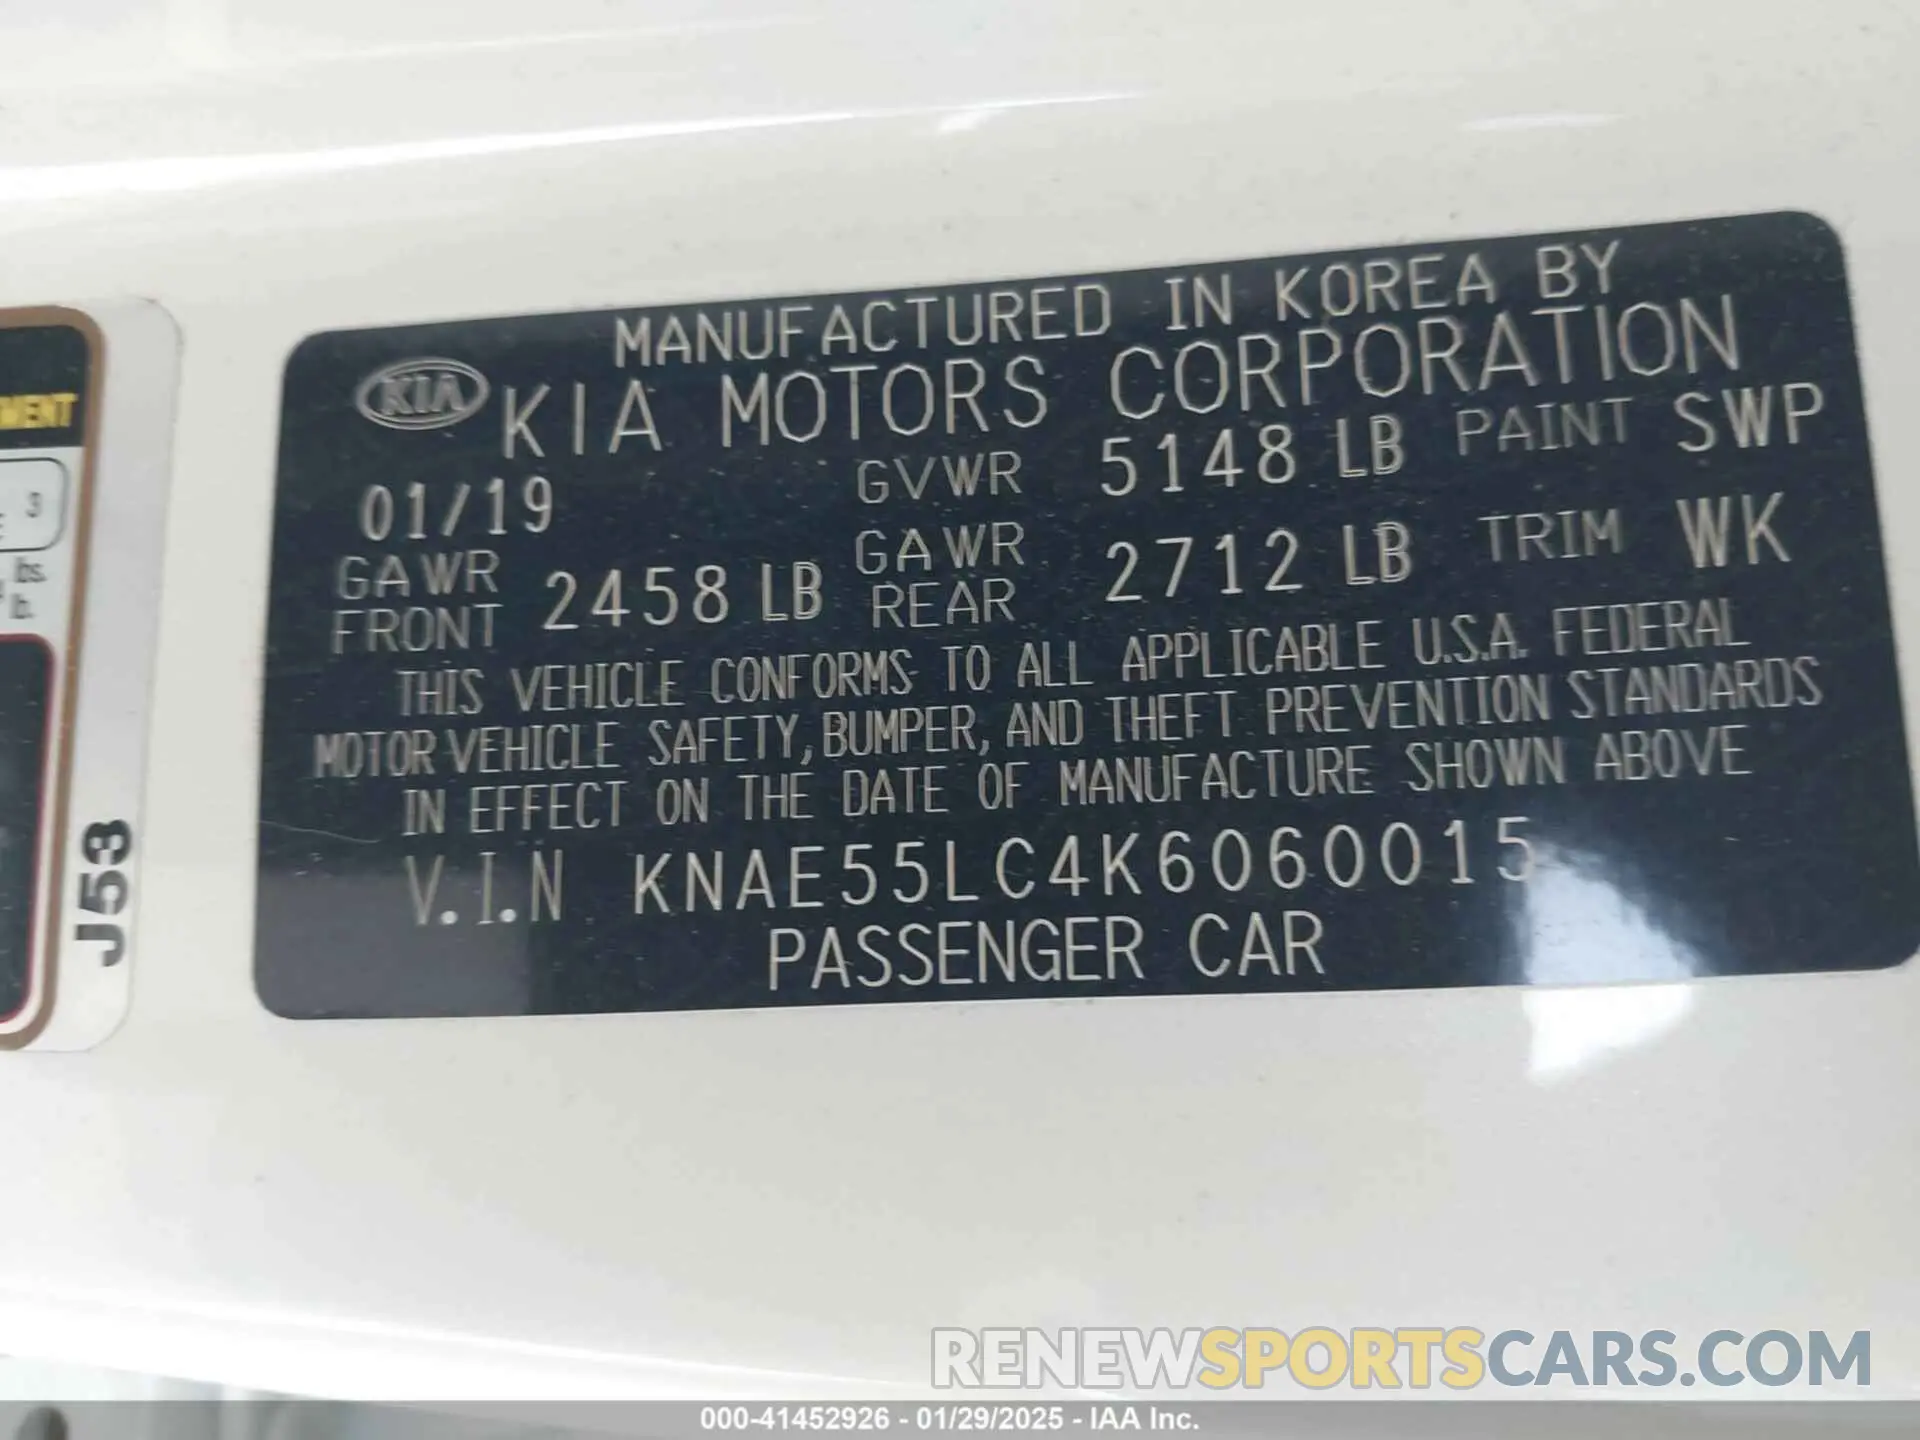 MANUFACTURED IN KOREA BY
KIA KIA MOTORS CORPORATION
01/19 GVWR 5148 LB PAINT SWP
GAWR FRONT 2458 LB GAWR REAR 2712 LB TRIM WK
THIS VEHICLE CONFORMS TO ALL APPLICABLE U.S.A. FEDERAL
MOTOR VEHICLE SAFETY, BUMPER, AND THEFT PREVENTION STANDARDS
IN EFFECT ON THE DATE OF MANUFACTURE SHOWN ABOVE
V.I.N KNAE55LC4K6060015
PASSENGER CAR
3
lbs.
lb.
J53
RENEWSPORTSCARS.COM
000-41452926 - 01/29/2025 - IAA Inc.